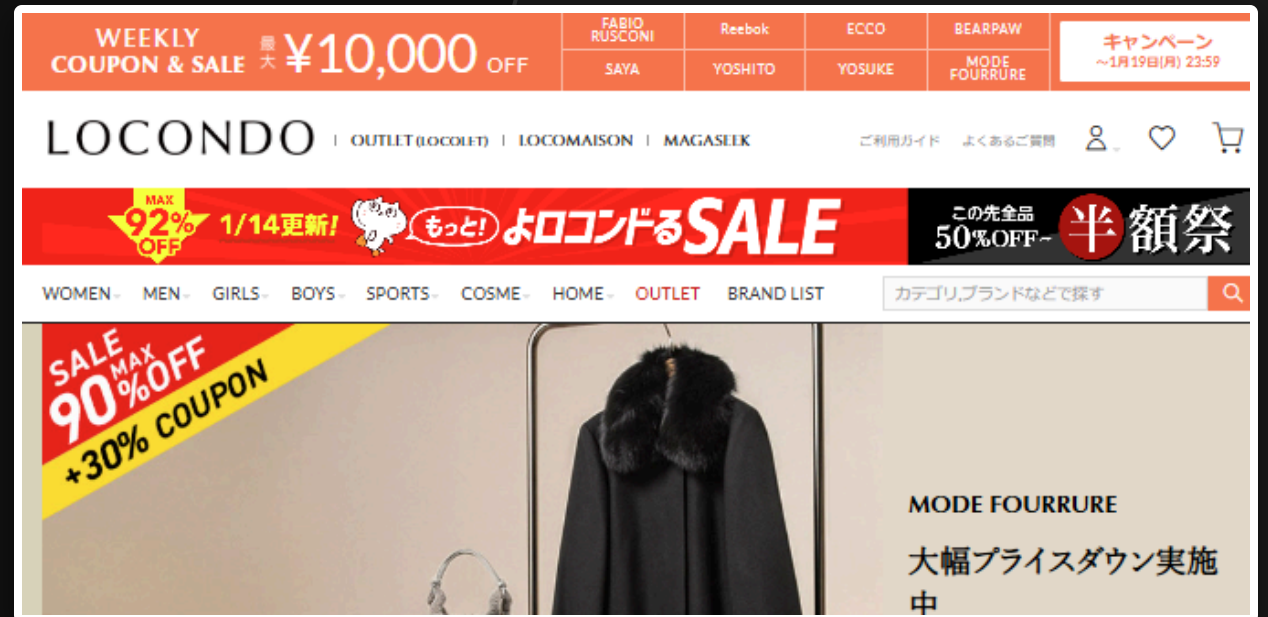 WEEKLY
COUPON & SALE
最大 ¥10,000 OFF
FABIO RUSCONI
Reebok
ECCO
BEARPAW
SAYA
YOSHITO
YOSUKE
MODE FOURRURE
キャンペーン
~1月19日(月) 23:59
LOCONDO
OUTLET (LOCOLET) | LOCOMAISON | MAGASEEK
ご利用ガイド よくあるご質問
MAX
92%
OFF
1/14更新!
もっと!
よロコンドるSALE
この先全品
50%OFF~
半額祭
WOMEN MEN GIRLS BOYS SPORTS COSME HOME OUTLET BRAND LIST
カテゴリ,ブランドなどで探す
SALE
MAX
90%OFF
+30% COUPON
MODE FOURRURE
大幅プライスダウン実施
中